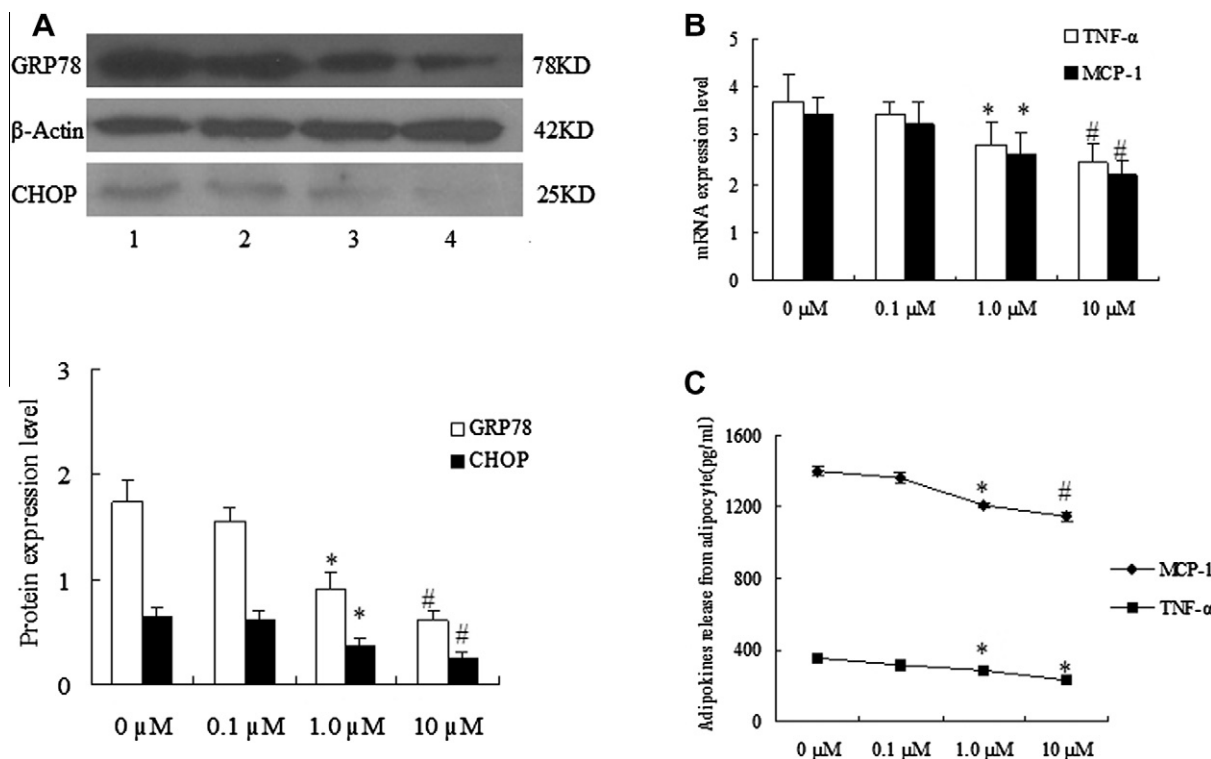 A
GRP78 78KD
β-Actin 42KD
CHOP 25KD
1 2 3 4
Protein expression level
3
2
1
0
GRP78
CHOP
*
*
#
#
0 µM 0.1 µM 1.0 µM 10 µM
B
mRNA expression level
5
4
3
2
1
0
TNF-α
MCP-1
* *
# #
0 µM 0.1 µM 1.0 µM 10 µM
C
Adipokines release from adipocyte(pg/ml)
1600
1200
800
400
0
* #
* *
MCP-1
TNF-α
0 µM 0.1 µM 1.0 µM 10 µM